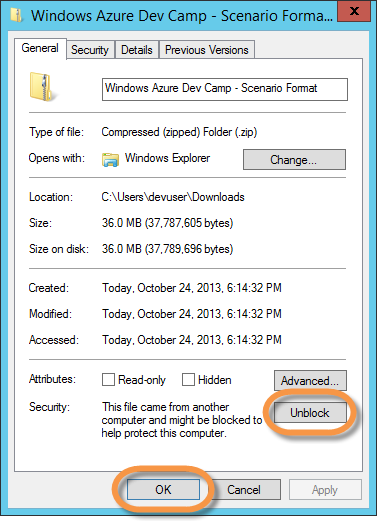 Windows Azure Dev Camp - Scenario Format...
x
General Security Details Previous Versions
Windows Azure Dev Camp - Scenario Format
Type of file: Compressed (zipped) Folder (.zip)
Opens with: Windows Explorer Change...
Location: C:\Users\devuser\Downloads
Size: 36.0 MB (37,787,605 bytes)
Size on disk: 36.0 MB (37,789,696 bytes)
Created: Today, October 24, 2013, 6:14:32 PM
Modified: Today, October 24, 2013, 6:14:32 PM
Accessed: Today, October 24, 2013, 6:14:32 PM
Attributes: Read-only Hidden Advanced...
Security: This file came from another
computer and might be blocked to
help protect this computer.
Unblock
OK Cancel Apply